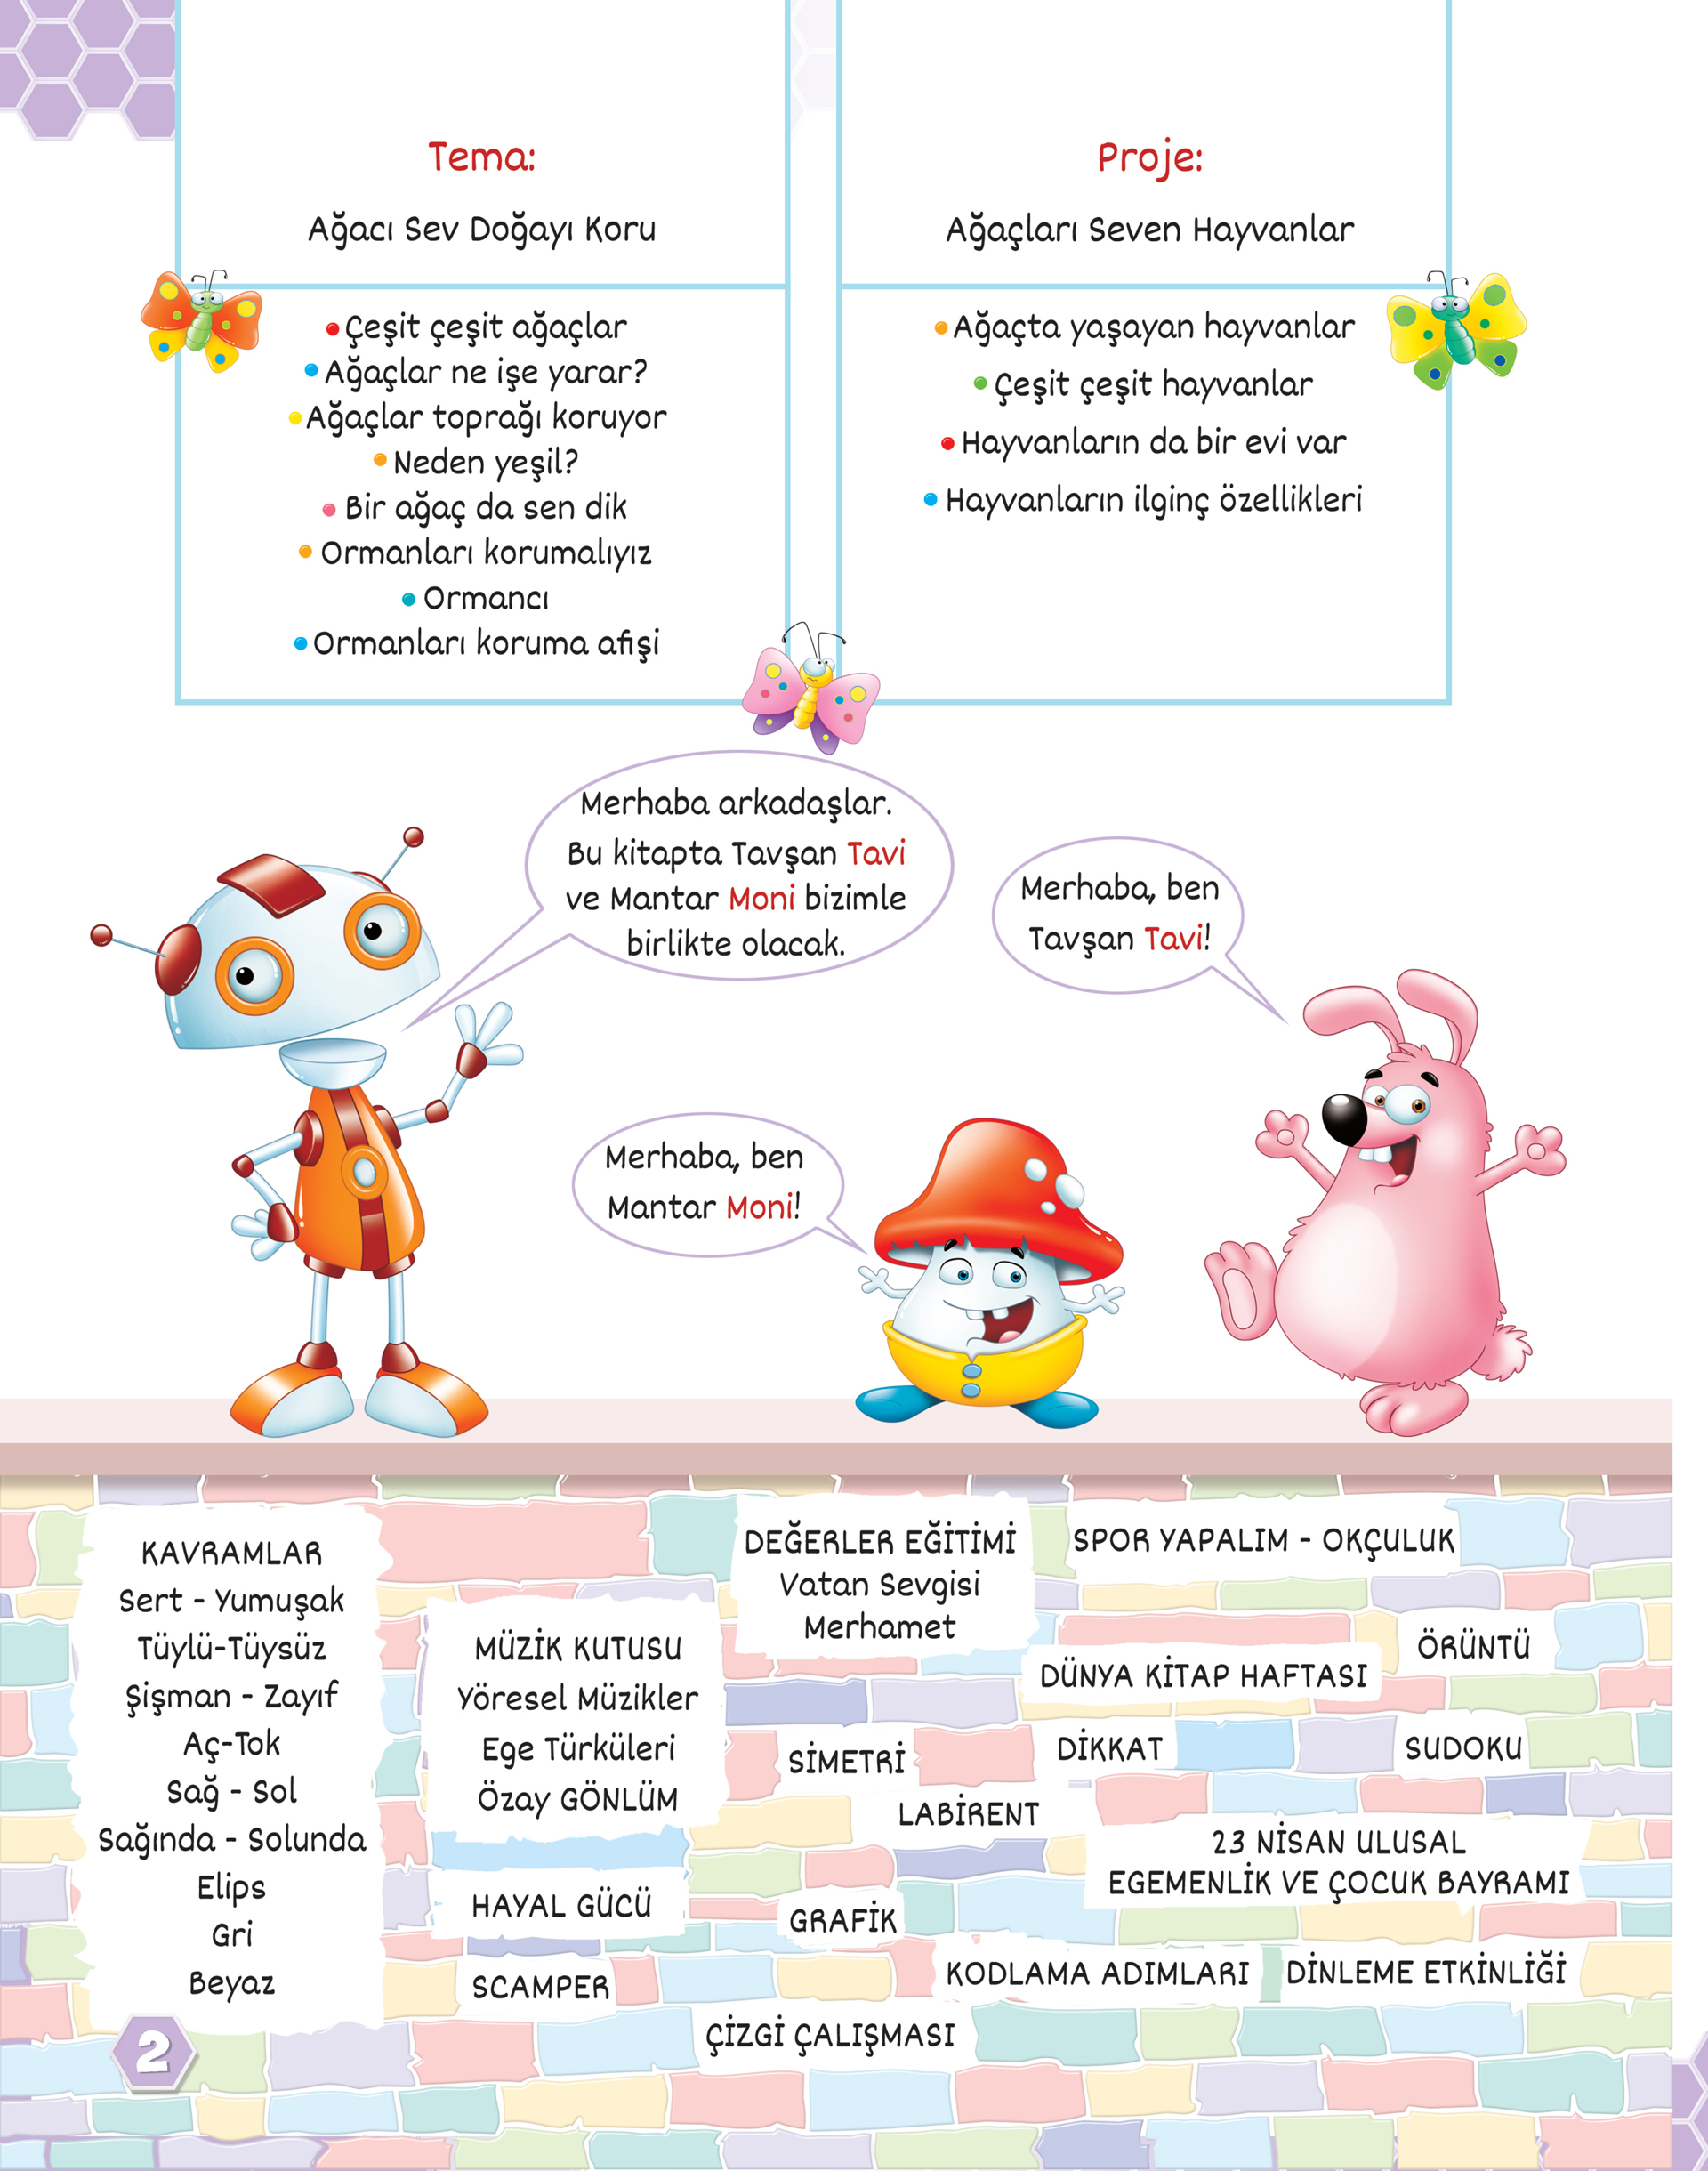 Tema:
Ağacı Sev Doğayı Koru
Çeşit çeşit ağaçlar
Ağaçlar ne işe yarar?
Ağaçlar toprağı koruyor
Neden yeşil?
Bir ağaç da sen dik
Ormanları korumalıyız
Ormancı
Ormanları koruma afişi
Proje:
Ağaçları Seven Hayvanlar
Ağaçta yaşayan hayvanlar
Çeşit çeşit hayvanlar
Hayvanların da bir evi var
Hayvanların ilginç özellikleri
Merhaba arkadaşlar.
Bu kitapta Tavşan Tavi
ve Mantar Moni bizimle
birlikte olacak.
Merhaba, ben
Tavşan Tavi!
Merhaba, ben
Mantar Moni!
KAVRAMLAR
Sert - Yumuşak
Tüylü-Tüysüz
Şişman - Zayıf
Aç-Tok
Sağ - Sol
Sağında - Solunda
Elips
Gri
Beyaz
MÜZİK KUTUSU
Yöresel Müzikler
Ege Türküleri
Özay GÖNLÜM
HAYAL GÜCÜ
SCAMPER
DEĞERLER EĞİTİMİ
Vatan Sevgisi
Merhamet
SPOR YAPALIM - OKÇULUK
ÖRÜNTÜ
DÜNYA KİTAP HAFTASI
SİMETRİ
DİKKAT
SUDOKU
LABİRENT
23 NİSAN ULUSAL
EGEMENLİK VE ÇOCUK BAYRAMI
GRAFİK
KODLAMA ADIMLARI
DİNLEME ETKİNLİĞİ
ÇİZGİ ÇALIŞMASI
2